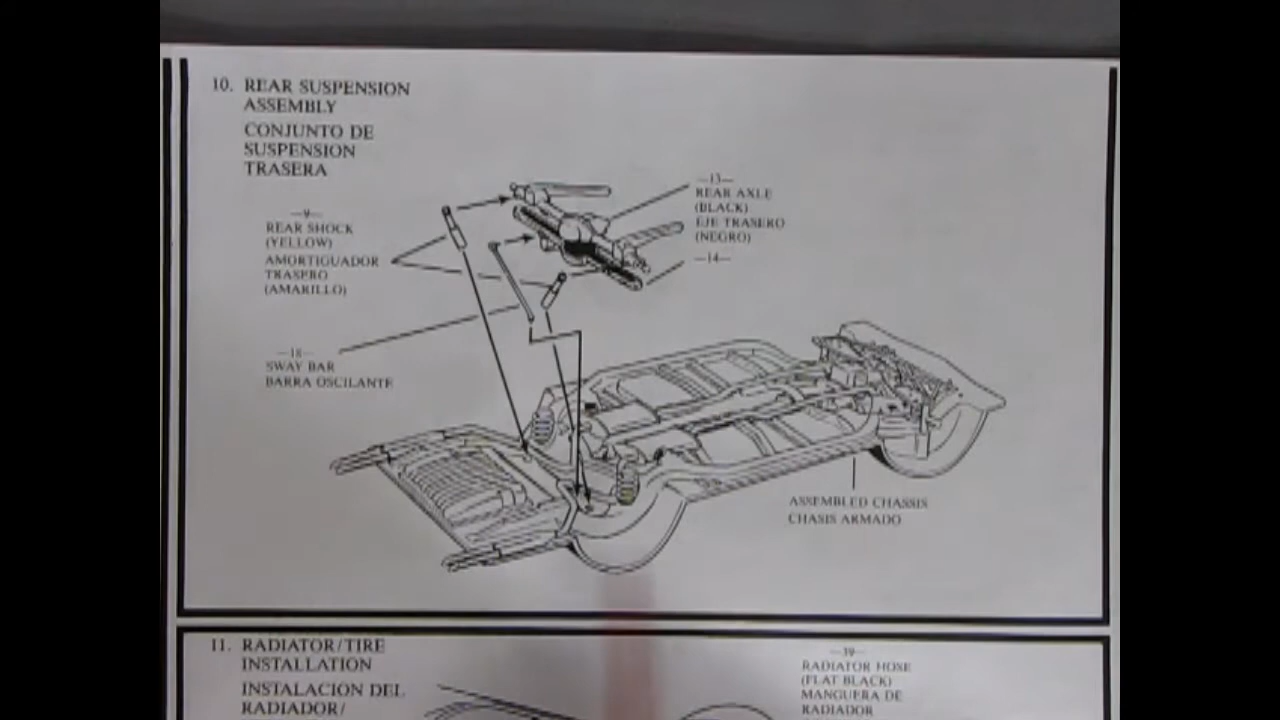 10. REAR SUSPENSION
ASSEMBLY
CONJUNTO DE
SUSPENSION
TRASERA
—9—
REAR SHOCK
(YELLOW)
AMORTIGUADOR
TRASPRO
(AMARILLO)
—18—
SWAY BAR
BARRA OSCILANTE
—13—
REAR AXLE
(BLACK)
EJE TRASERO
(NEGRO)
—14—
ASSEMBLED CHASSIS
CHASIS ARMADO
11. RADIATOR/TIRE
INSTALLATION
INSTALACION DEL
RADIADOR/
—39—
RADIATOR HOSE
(FLAT BLACK)
MANGUERA DE
RADIADOR